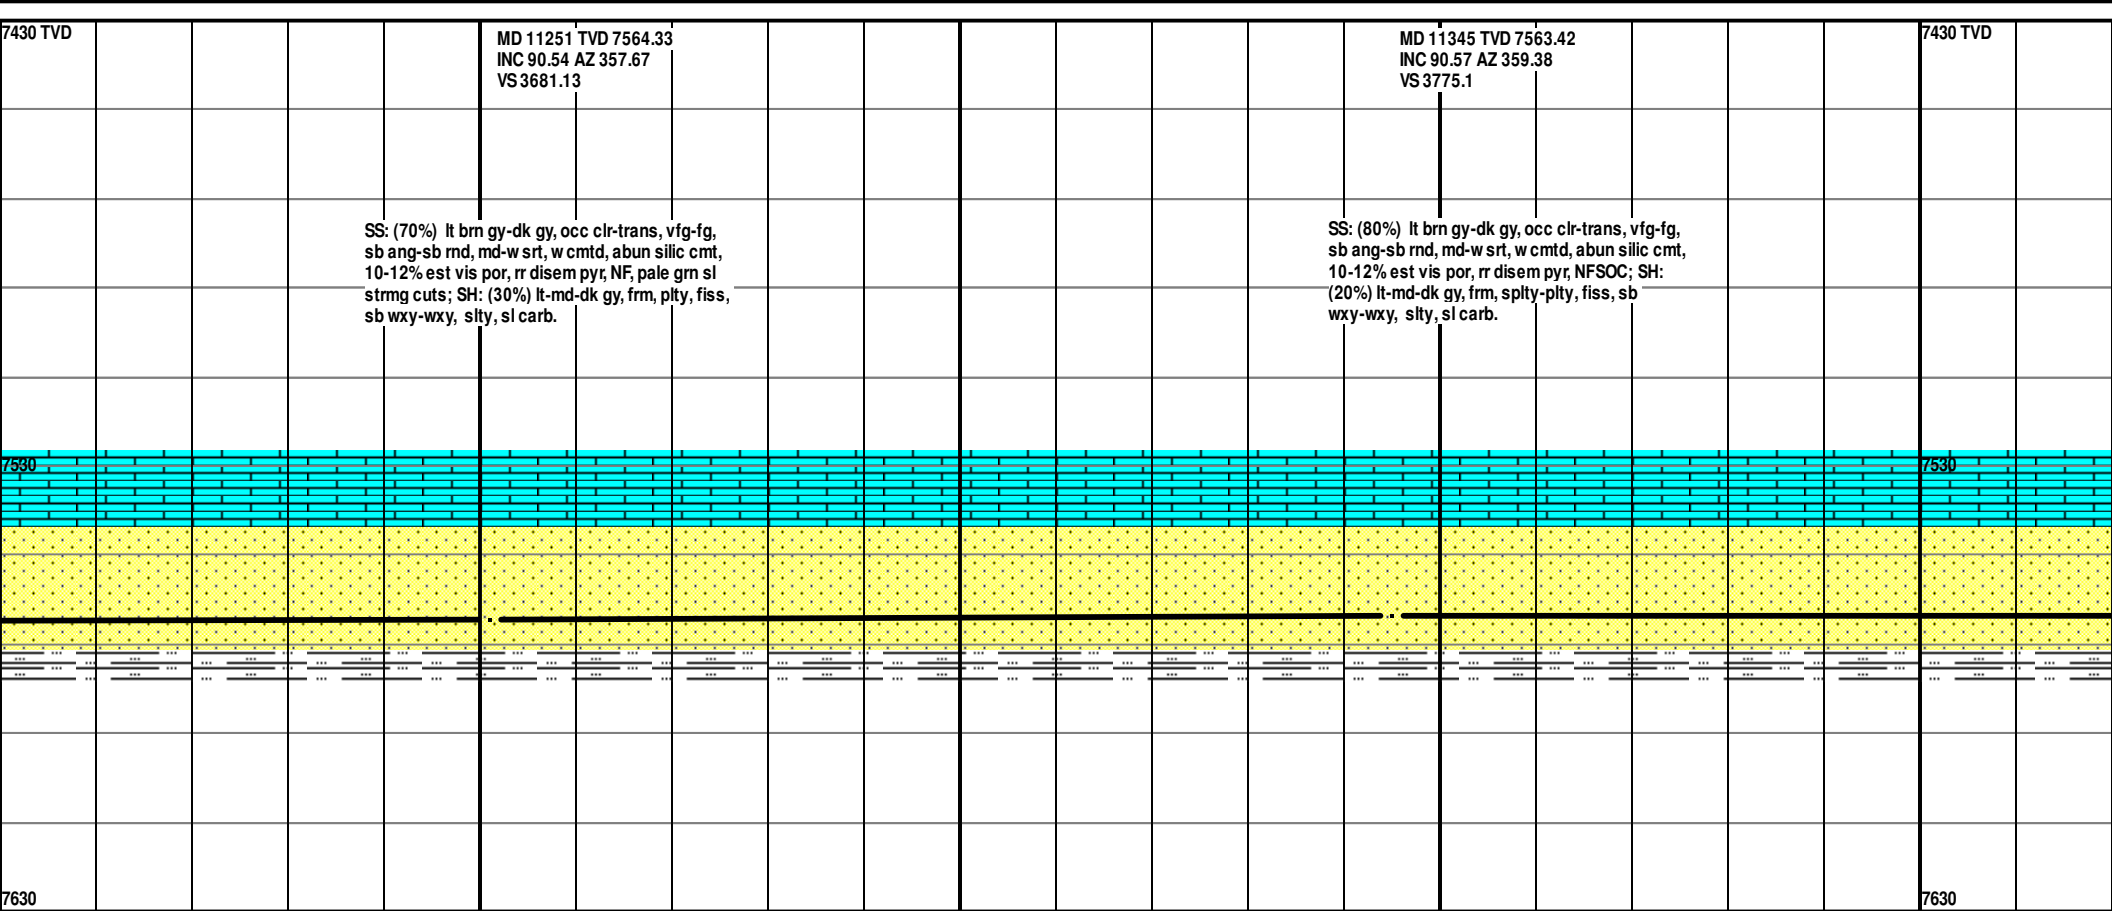 7430 TVD
MD 11251 TVD 7564.33
INC 90.54 AZ 357.67
VS 3681.13
MD 11345 TVD 7563.42
INC 90.57 AZ 359.38
VS 3775.1
7430 TVD
SS: (70%) lt brn gy-dk gy, occ clr-trans, vfg-fg,
sb ang-sb rnd, md-w srt, w cmtd, abun silic cmt,
10-12% est vis por, rr disem pyr, NF, pale grn sl
strmg cuts; SH: (30%) lt-md-dk gy, frm, plty, fiss,
sb wxy-wxy, slty, sl carb.
SS: (80%) lt brn gy-dk gy, occ clr-trans, vfg-fg,
sb ang-sb rnd, md-w srt, w cmtd, abun silic cmt,
10-12% est vis por, rr disem pyr, NFSOC; SH:
(20%) lt-md-dk gy, frm, splty-plty, fiss, sb
wxy-wxy, slty, sl carb.
7530
7530
7630
7630